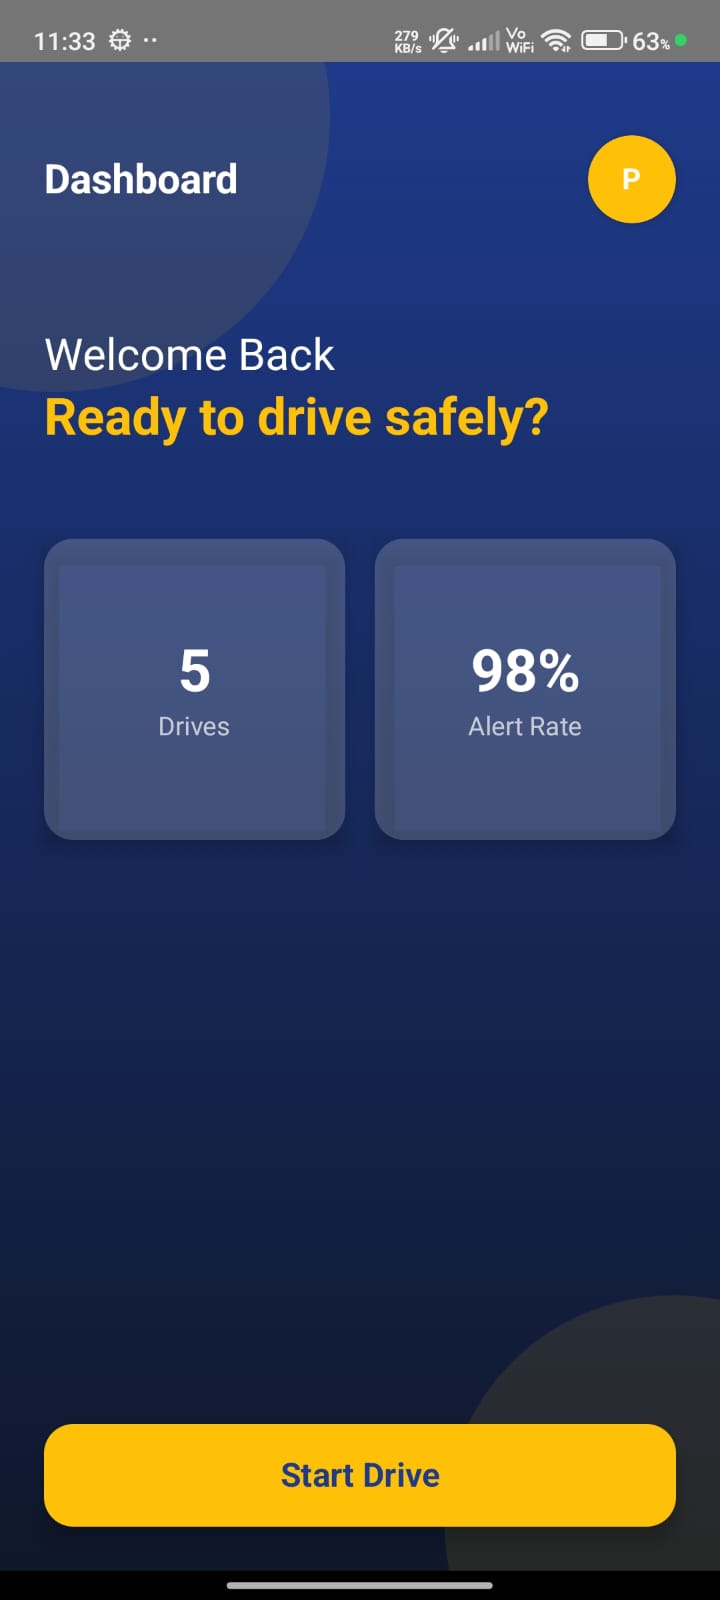 11:33
279 KB/s Vo WiFi 63%
Dashboard
P
Welcome Back
Ready to drive safely?
5
Drives
98%
Alert Rate
Start Drive